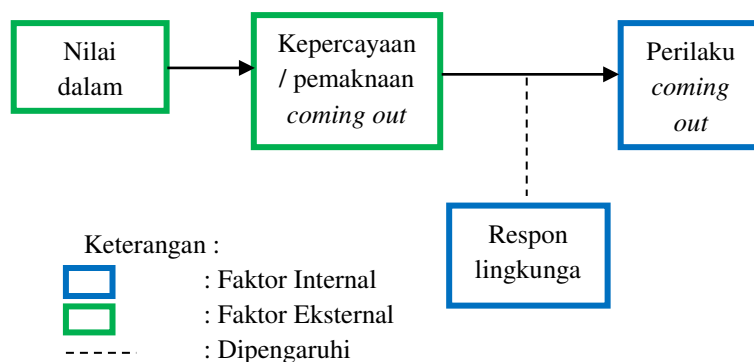 Nilai
dalam
Kepercayaan
/ pemaknaan
coming out
Perilaku
coming
out
Respon
lingkunga
Keterangan :
: Faktor Internal
: Faktor Eksternal
: Dipengaruhi